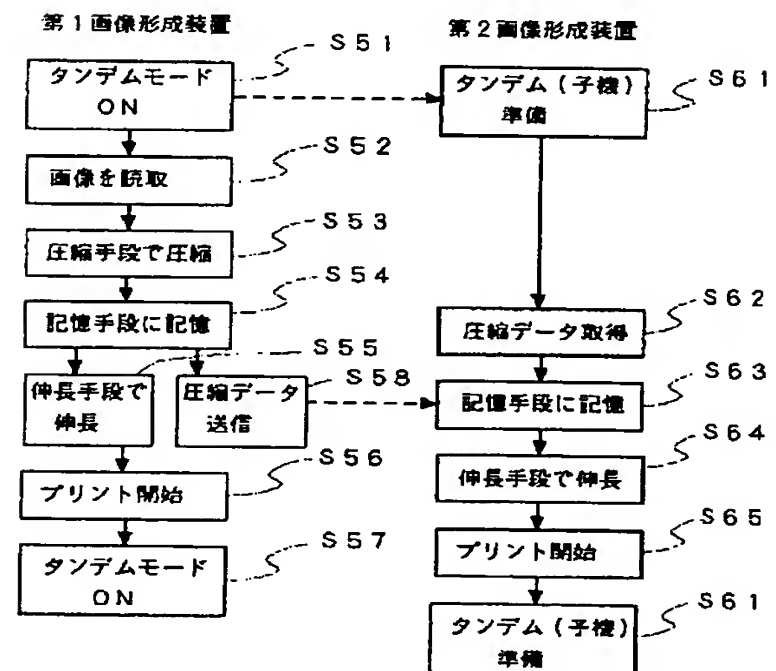 第1画像形成装置
タンデムモード
ON
S51
画像を読取
S52
圧縮手段で圧縮
S53
記憶手段に記憶
S54
伸長手段で
伸長
S55
圧縮データ
送信
S58
プリント開始
S56
タンデムモード
ON
S57
第2画像形成装置
タンデム(子機)
準備
S61
圧縮データ取得
S62
記憶手段に記憶
S63
伸長手段で伸長
S64
プリント開始
S65
タンデム(子機)
準備
S61